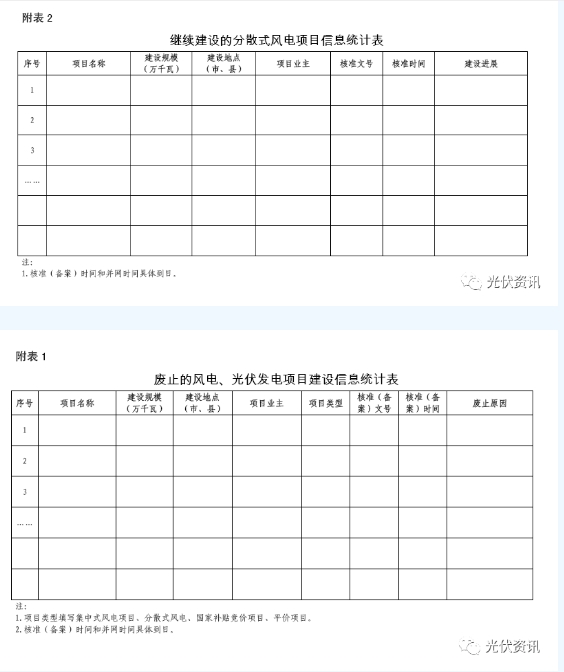 附表2
继续建设的分散式风电项目信息统计表
序号 项目名称 建设规模（万千瓦） 建设地点（市、县） 项目业主 核准文号 核准时间 建设进展
1
2
3
……
注：
1.核准（备案）时间和并网时间具体到日。
光伏资讯
附表1
废止的风电、光伏发电项目建设信息统计表
序号 项目名称 建设规模（万千瓦） 建设地点（市、县） 项目业主 项目类型 核准（备案）文号 核准（备案）时间 废止原因
1
2
3
……
注：
1.项目类型填写集中式风电项目、分散式风电、国家补贴竞价项目、平价项目。
2.核准（备案）时间和并网时间具体到日。
光伏资讯